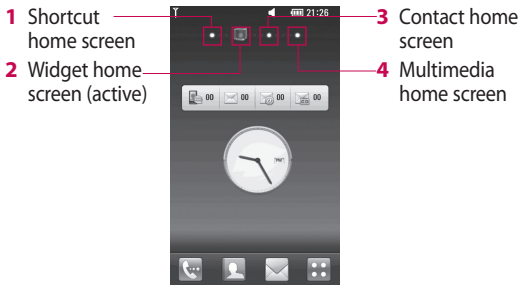 1 Shortcut
home screen
2 Widget home
screen (active)
21:26
00 00 00 00
PM
3 Contact home
screen
4 Multimedia
home screen